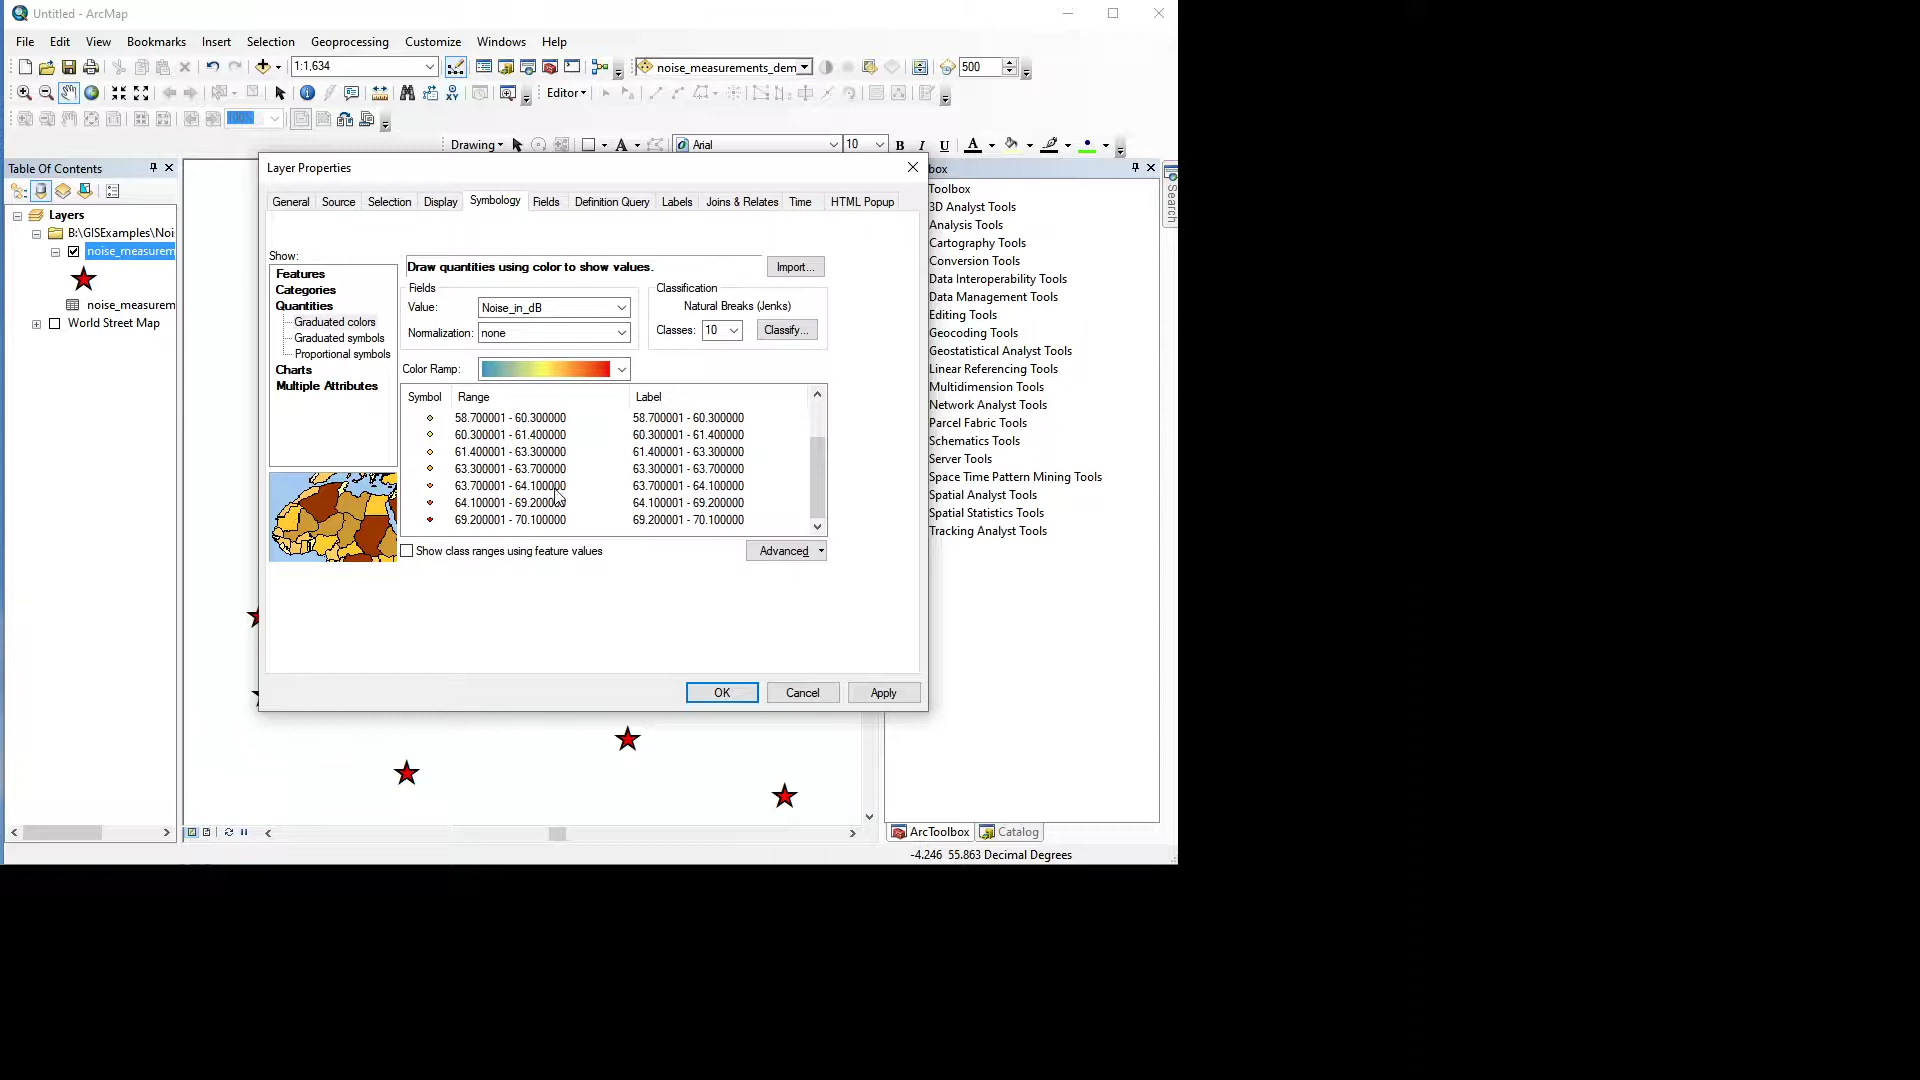 Untitled - ArcMap
File Edit View Bookmarks Insert Selection Geoprocessing Customize Windows Help
1:1,634
noise_measurements_dem
500
Editor
100%
Drawing
A
Arial
10
B I U A
Table Of Contents
Layers
B:\GISExamples\Noi
noise_measurem
noise_measurem
World Street Map
Layer Properties
General Source Selection Display Symbology Fields Definition Query Labels Joins & Relates Time HTML Popup
Show:
Features
Categories
Quantities
Graduated colors
Graduated symbols
Proportional symbols
Charts
Multiple Attributes
Draw quantities using color to show values.
Import...
Fields
Value: Noise_in_dB
Normalization: none
Classification
Natural Breaks (Jenks)
Classes: 10 Classify...
Color Ramp:
Symbol Range Label
58.700001 - 60.300000 58.700001 - 60.300000
60.300001 - 61.400000 60.300001 - 61.400000
61.400001 - 63.300000 61.400001 - 63.300000
63.300001 - 63.700000 63.300001 - 63.700000
63.700001 - 64.100000 63.700001 - 64.100000
64.100001 - 69.200000 64.100001 - 69.200000
69.200001 - 70.100000 69.200001 - 70.100000
Show class ranges using feature values
Advanced
OK Cancel Apply
box
Toolbox
3D Analyst Tools
Analysis Tools
Cartography Tools
Conversion Tools
Data Interoperability Tools
Data Management Tools
Editing Tools
Geocoding Tools
Geostatistical Analyst Tools
Linear Referencing Tools
Multidimension Tools
Network Analyst Tools
Parcel Fabric Tools
Schematics Tools
Server Tools
Space Time Pattern Mining Tools
Spatial Analyst Tools
Spatial Statistics Tools
Tracking Analyst Tools
Search
ArcToolbox Catalog
-4.246 55.863 Decimal Degrees